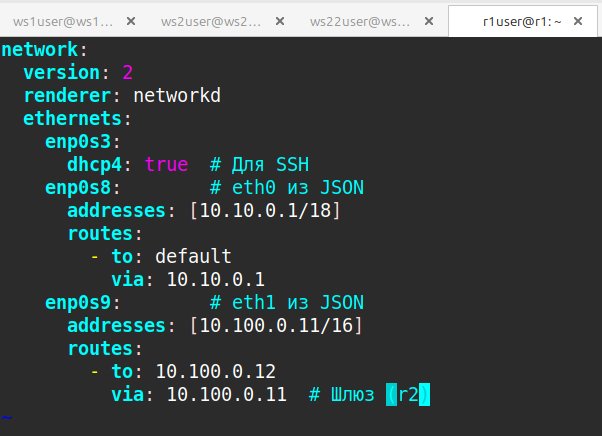 ws1user@ws1... ws2user@ws2... ws22user@ws... r1user@r1: ~
network:
  version: 2
  renderer: networkd
  ethernets:
    enp0s3:
      dhcp4: true  # Для SSH
    enp0s8:        # eth0 из JSON
      addresses: [10.10.0.1/18]
      routes:
        - to: default
          via: 10.10.0.1
    enp0s9:        # eth1 из JSON
      addresses: [10.100.0.11/16]
      routes:
        - to: 10.100.0.12
          via: 10.100.0.11  # Шлюз (r2)
~